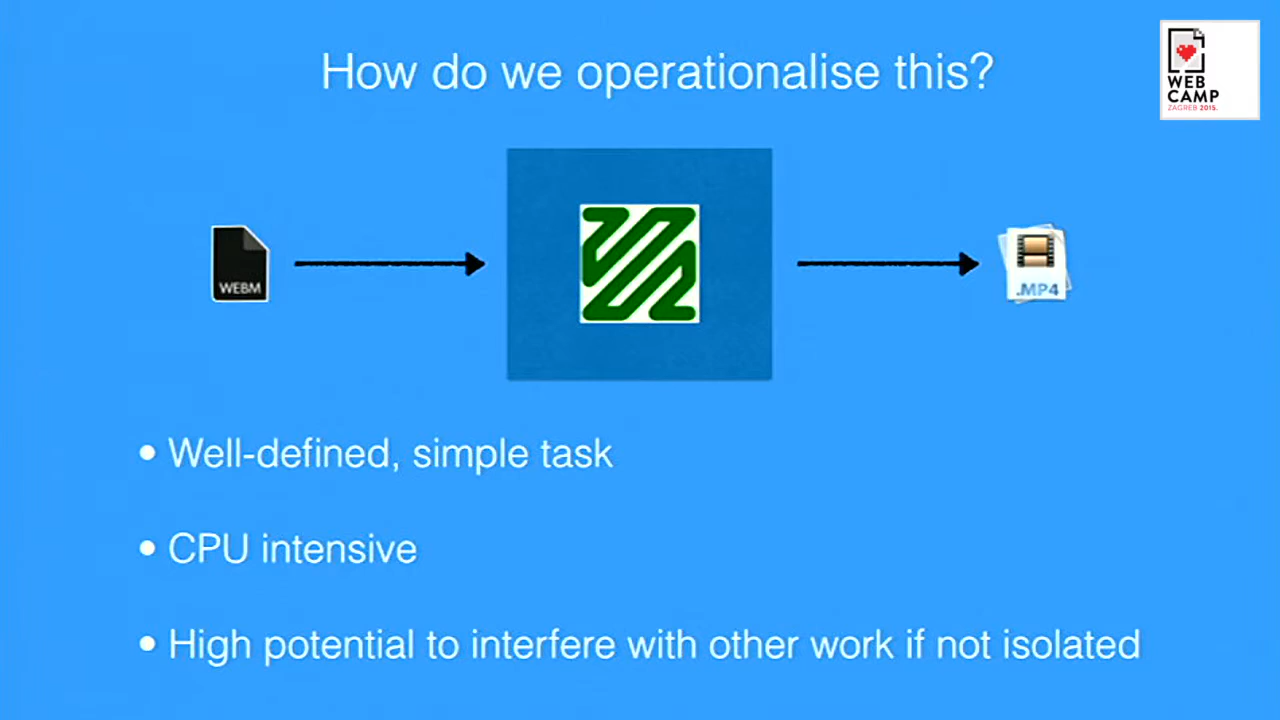 How do we operationalise this?
WEB
CAMP
ZAGREB 2015.
WEBM
.MP4
• Well-defined, simple task
• CPU intensive
• High potential to interfere with other work if not isolated